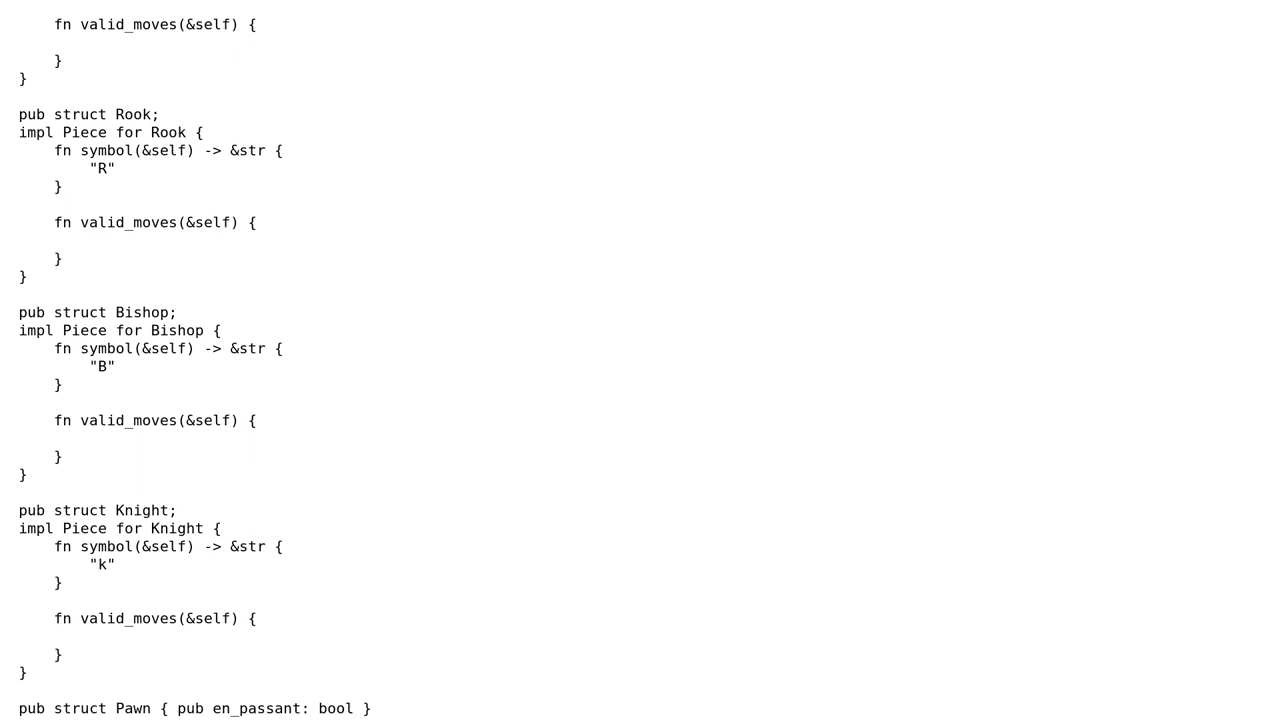 fn valid_moves(&self) {

    }
}

pub struct Rook;
impl Piece for Rook {
    fn symbol(&self) -> &str {
        "R"
    }

    fn valid_moves(&self) {

    }
}

pub struct Bishop;
impl Piece for Bishop {
    fn symbol(&self) -> &str {
        "B"
    }

    fn valid_moves(&self) {

    }
}

pub struct Knight;
impl Piece for Knight {
    fn symbol(&self) -> &str {
        "k"
    }

    fn valid_moves(&self) {

    }
}

pub struct Pawn { pub en_passant: bool }